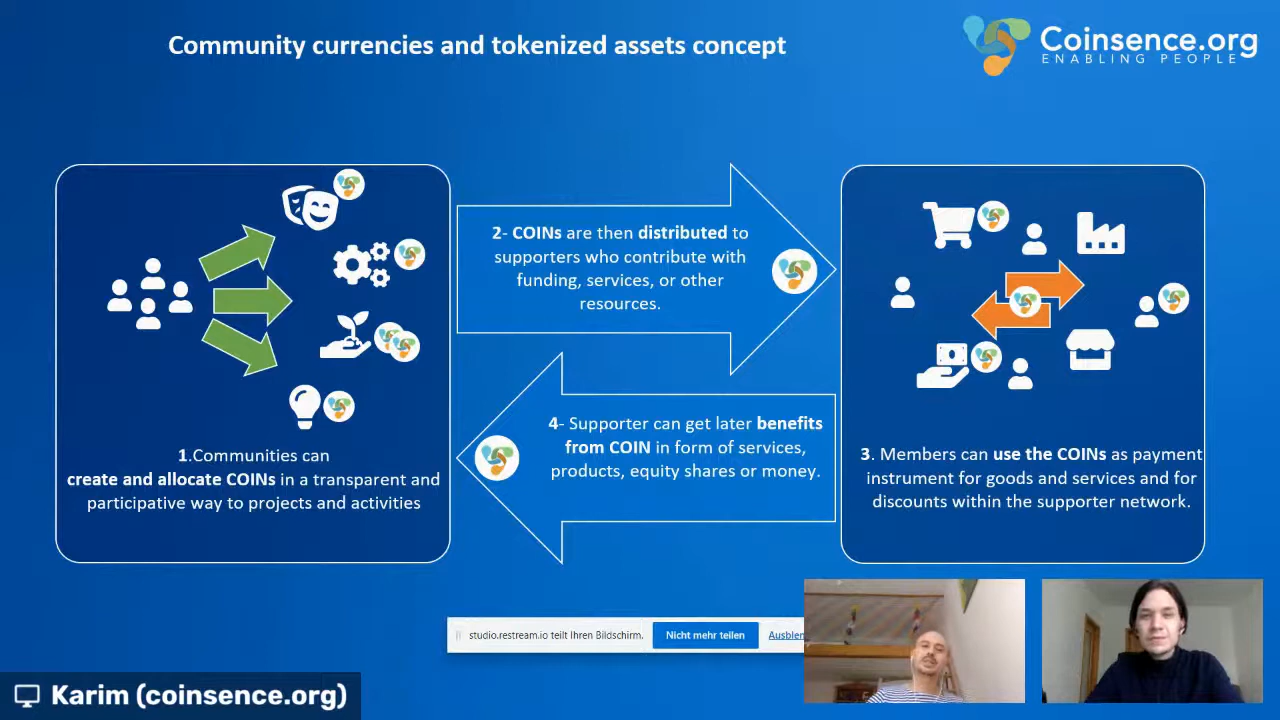 Community currencies and tokenized assets concept
Coinsence.org
ENABLING PEOPLE
1.Communities can
create and allocate COINs in a transparent and
participative way to projects and activities
2- COINs are then distributed to
supporters who contribute with
funding, services, or other
resources.
4- Supporter can get later benefits
from COIN in form of services,
products, equity shares or money.
3. Members can use the COINs as payment
instrument for goods and services and for
discounts within the supporter network.
studio.restream.io teilt Ihren Bildschirm.
Nicht mehr teilen
Ausblen
Karim (coinsence.org)